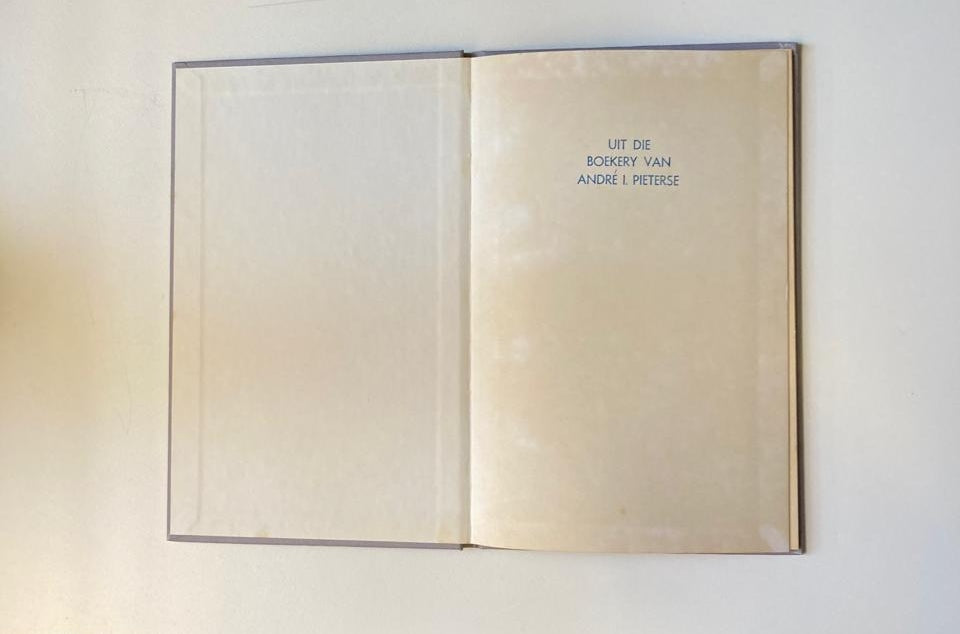 UIT DIE
BOEKERY VAN
ANDRÉ I. PIETERSE